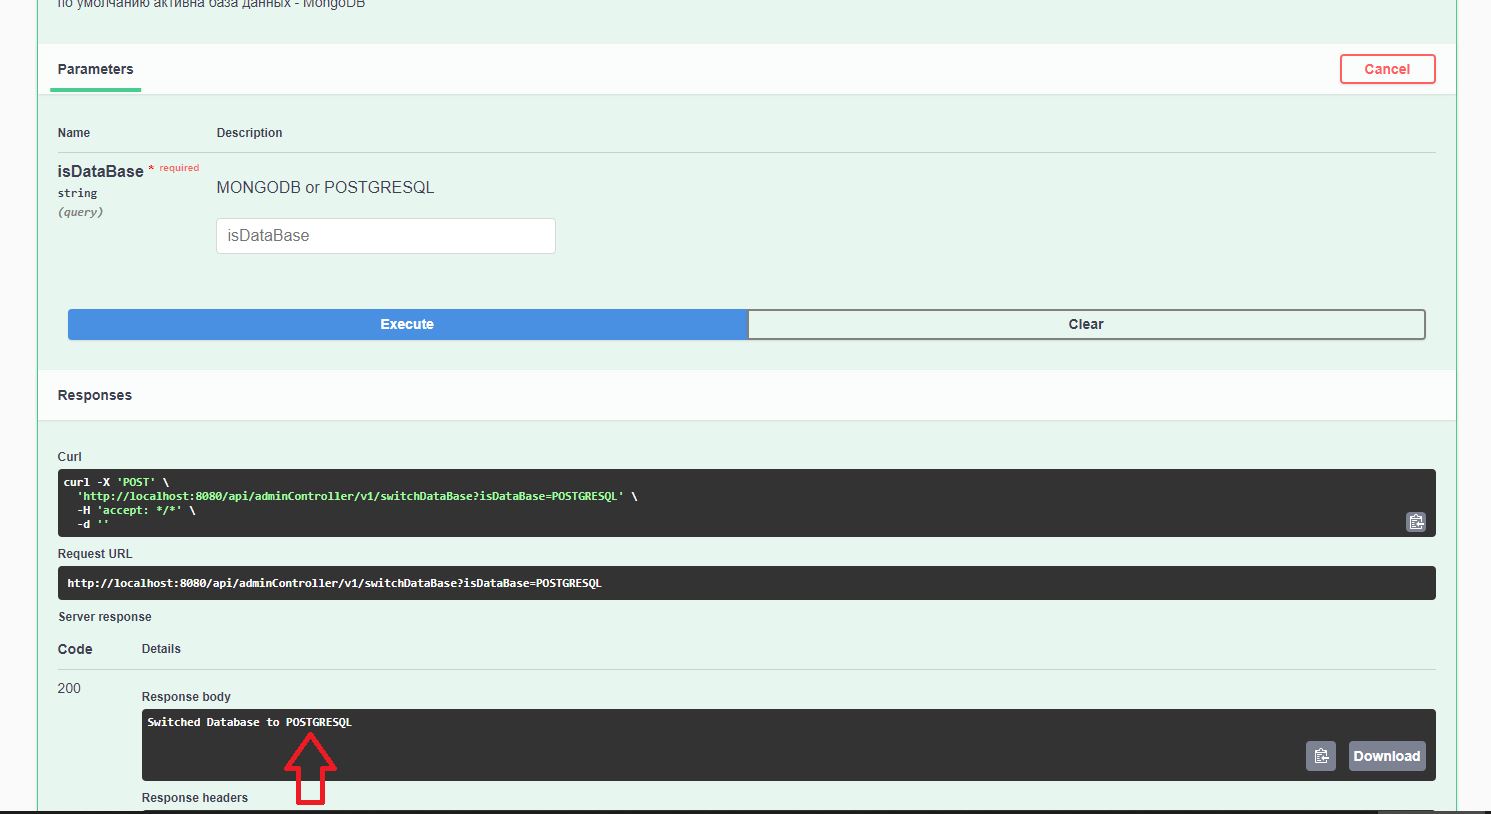 по умолчанию активна база данных - MongoDB
Parameters
Cancel
Name Description
isDataBase * required
string
(query)
MONGODB or POSTGRESQL
isDataBase
Execute
Clear
Responses
Curl
curl -X 'POST' \
'http://localhost:8080/api/adminController/v1/switchDataBase?isDataBase=POSTGRESQL' \
-H 'accept: */*' \
-d ''
Request URL
http://localhost:8080/api/adminController/v1/switchDataBase?isDataBase=POSTGRESQL
Server response
Code Details
200
Response body
Switched Database to POSTGRESQL
Download
Response headers